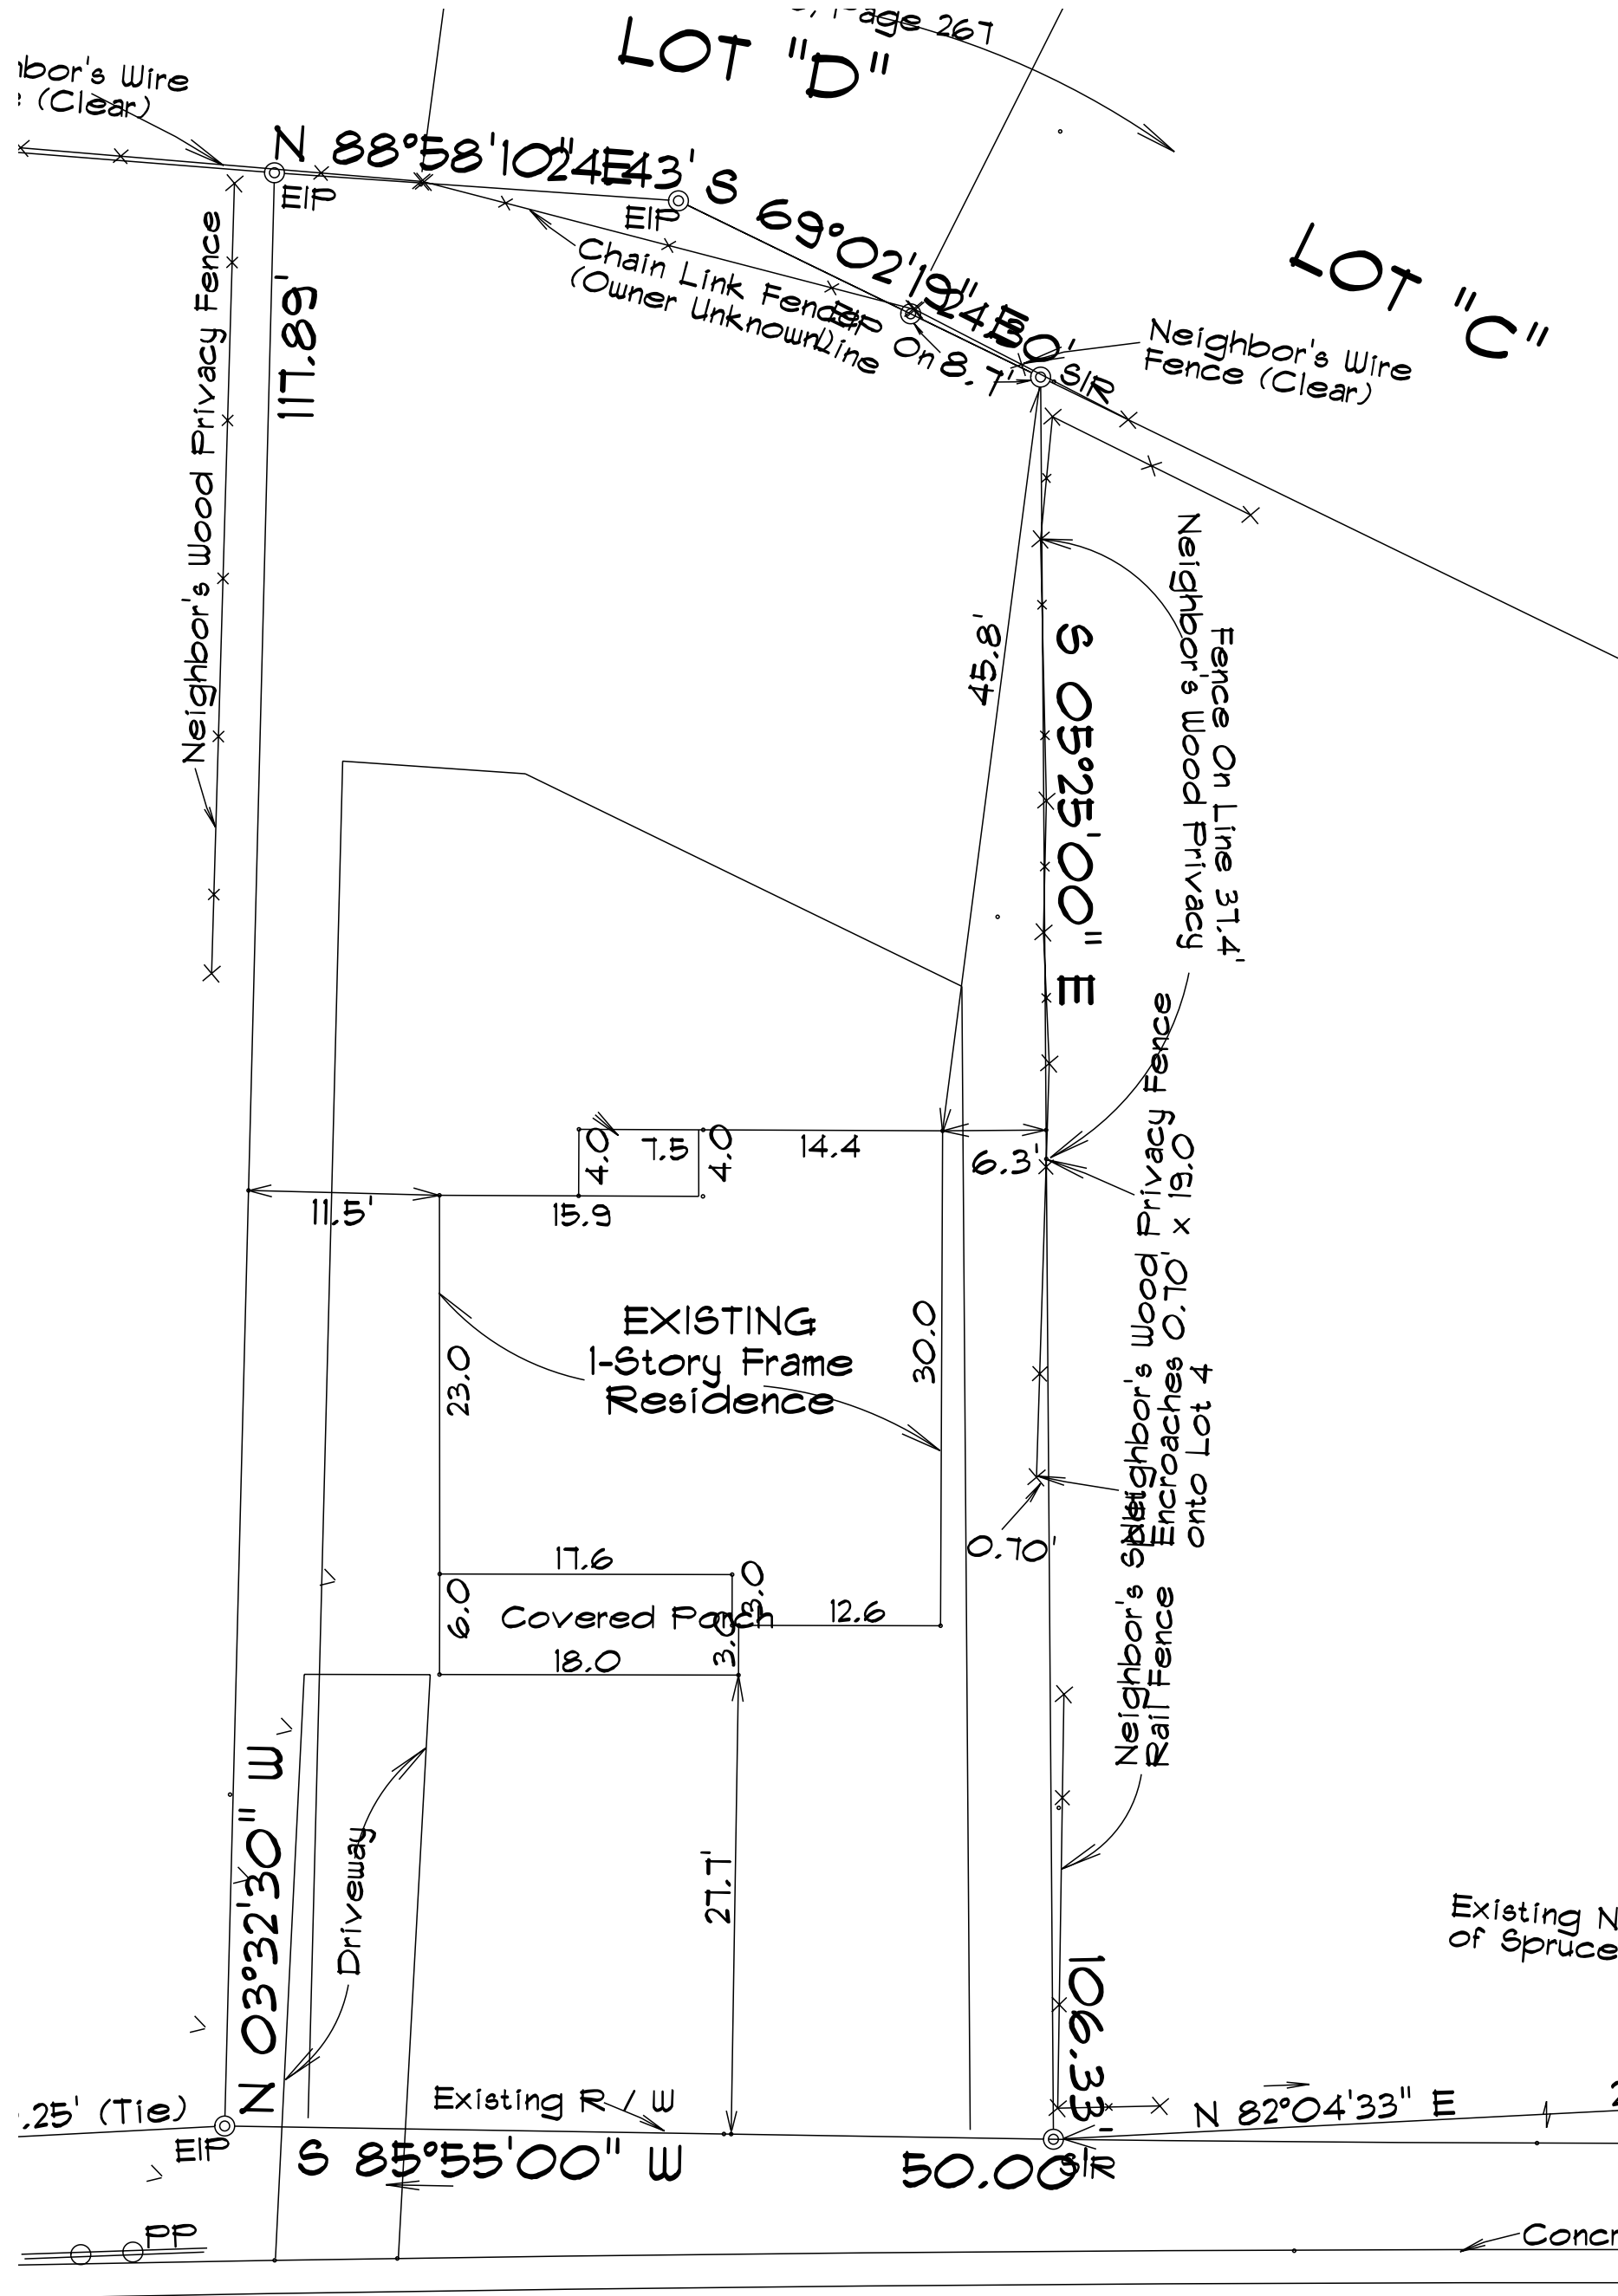 Page 267
LOT "D"
bor's Wire
(Clear)
N 88°58'10" E
24.43'
S 69°02'19" E
24.30'
LOT "C"
EIP
EIP
Chain Link Fence
(Owner Unknown)
EIP On
Line
8.7'
SIR
Neighbor's Wire
Fence (Clear)
Neighbor's Wood Privacy Fence
117.89'
45.8'
S 05°25'00" E
Neighbor's Wood Privacy
Fence On Line 37.4'
4.0
7.5
4.0
14.4
6.3'
11.5'
15.9
EXISTING
1-Story Frame
Residence
23.0
30.0
Neighbor's Wood Privacy Fence
Encroaches 0.70' x 19.0
onto Lot 4
0.70'
17.6
6.0
Covered Porch
3.0
3.0
12.6
18.0
Neighbor's Split
Rail Fence
N 03°32'30" W
Driveway
27.7'
106.33'
Existing N
of Spruce
.25' (Tie)
EIP
Existing R / W
S 85°55'00" W
50.00'
SIR
N 82°04'33" E
PP
Concr